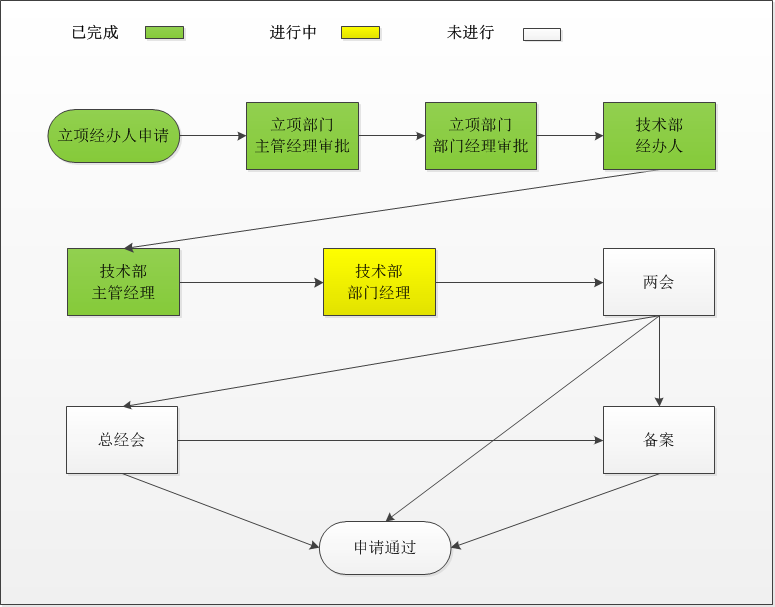 已完成
进行中
未进行
立项经办人申请
立项部门
主管经理审批
立项部门
部门经理审批
技术部
经办人
技术部
主管经理
技术部
部门经理
两会
总经会
备案
申请通过